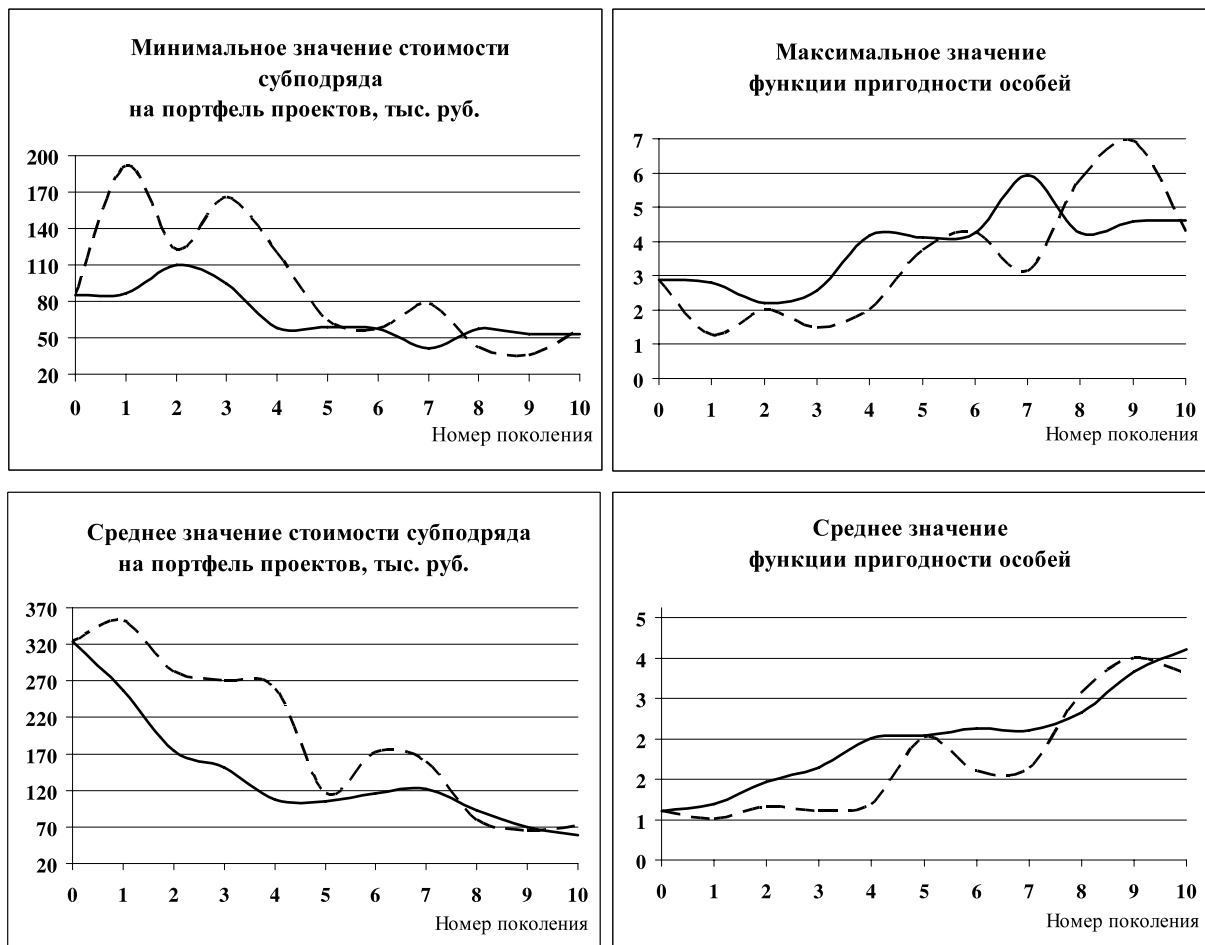 Минимальное значение стоимости
субподряда
на портфель проектов, тыс. руб.
200
170
140
110
80
50
20
0 1 2 3 4 5 6 7 8 9 10
Номер поколения
Максимальное значение
функции пригодности особей
7
6
5
4
3
2
1
0
0 1 2 3 4 5 6 7 8 9 10
Номер поколения
Среднее значение стоимости субподряда
на портфель проектов, тыс. руб.
370
320
270
220
170
120
70
20
0 1 2 3 4 5 6 7 8 9 10
Номер поколения
Среднее значение
функции пригодности особей
5
4
3
2
2
1
0
0 1 2 3 4 5 6 7 8 9 10
Номер поколения